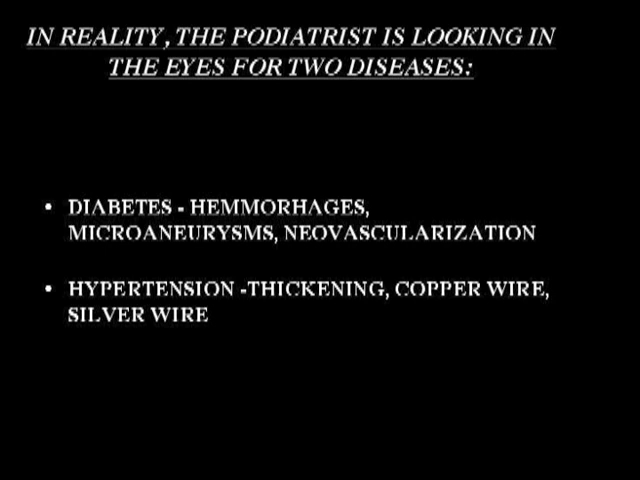 IN REALITY, THE PODIATRIST IS LOOKING IN
THE EYES FOR TWO DISEASES:
• DIABETES - HEMMORHAGES,
MICROANEURYSMS, NEOVASCULARIZATION
• HYPERTENSION -THICKENING, COPPER WIRE,
SILVER WIRE